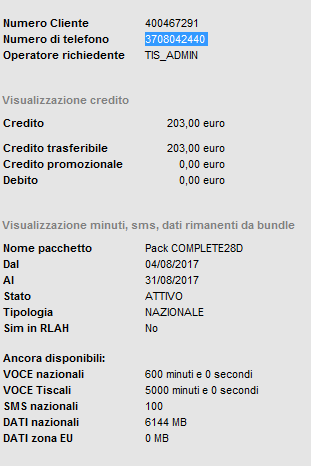 Numero Cliente 400467291
Numero di telefono 3708042440
Operatore richiedente TIS_ADMIN
Visualizzazione credito
Credito 203,00 euro
Credito trasferibile 203,00 euro
Credito promozionale 0,00 euro
Debito 0,00 euro
Visualizzazione minuti, sms, dati rimanenti da bundle
Nome pacchetto Pack COMPLETE28D
Dal 04/08/2017
Al 31/08/2017
Stato ATTIVO
Tipologia NAZIONALE
Sim in RLAH No
Ancora disponibili:
VOCE nazionali 600 minuti e 0 secondi
VOCE Tiscali 5000 minuti e 0 secondi
SMS nazionali 100
DATI nazionali 6144 MB
DATI zona EU 0 MB